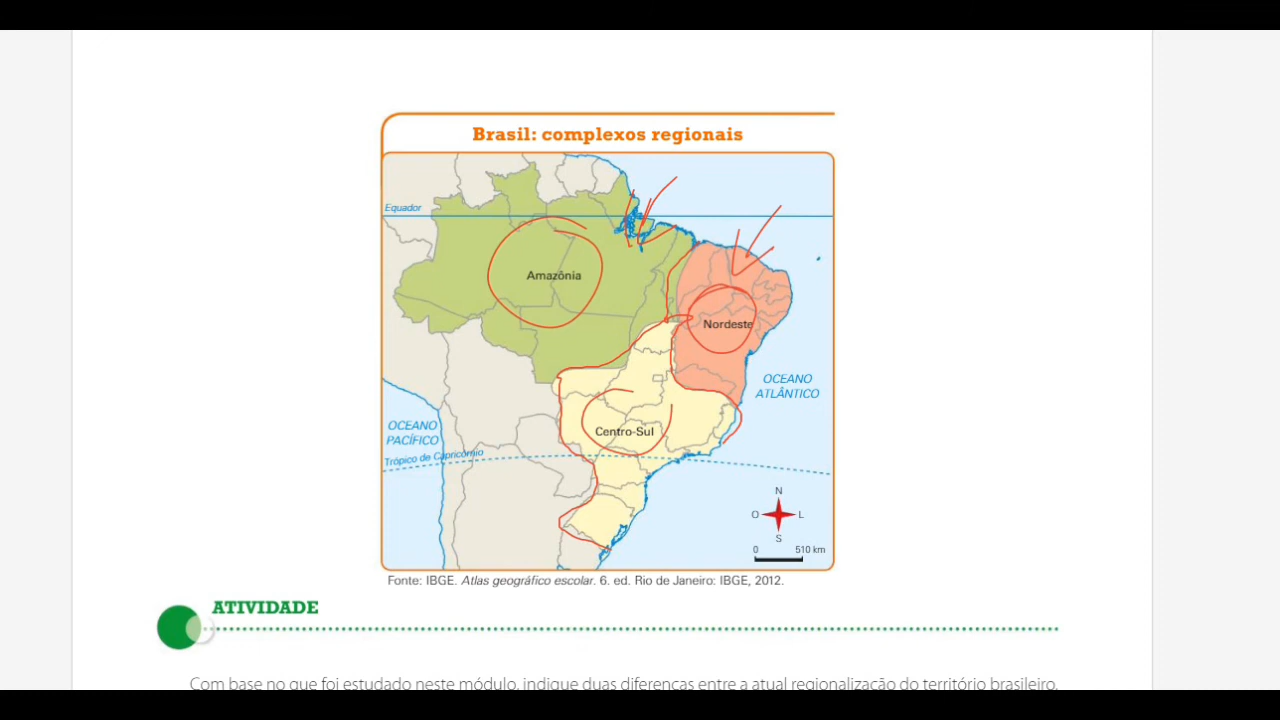 Brasil: complexos regionais
Equador
Amazônia
Nordeste
OCEANO
ATLÂNTICO
Centro-Sul
OCEANO
PACÍFICO
Trópico de Capricórnio
N
O
L
S
0 510 km
Fonte: IBGE. Atlas geográfico escolar. 6. ed. Rio de Janeiro: IBGE, 2012.
ATIVIDADE
Com base no que foi estudado neste módulo, indique duas diferenças entre a atual regionalização do território brasileiro,